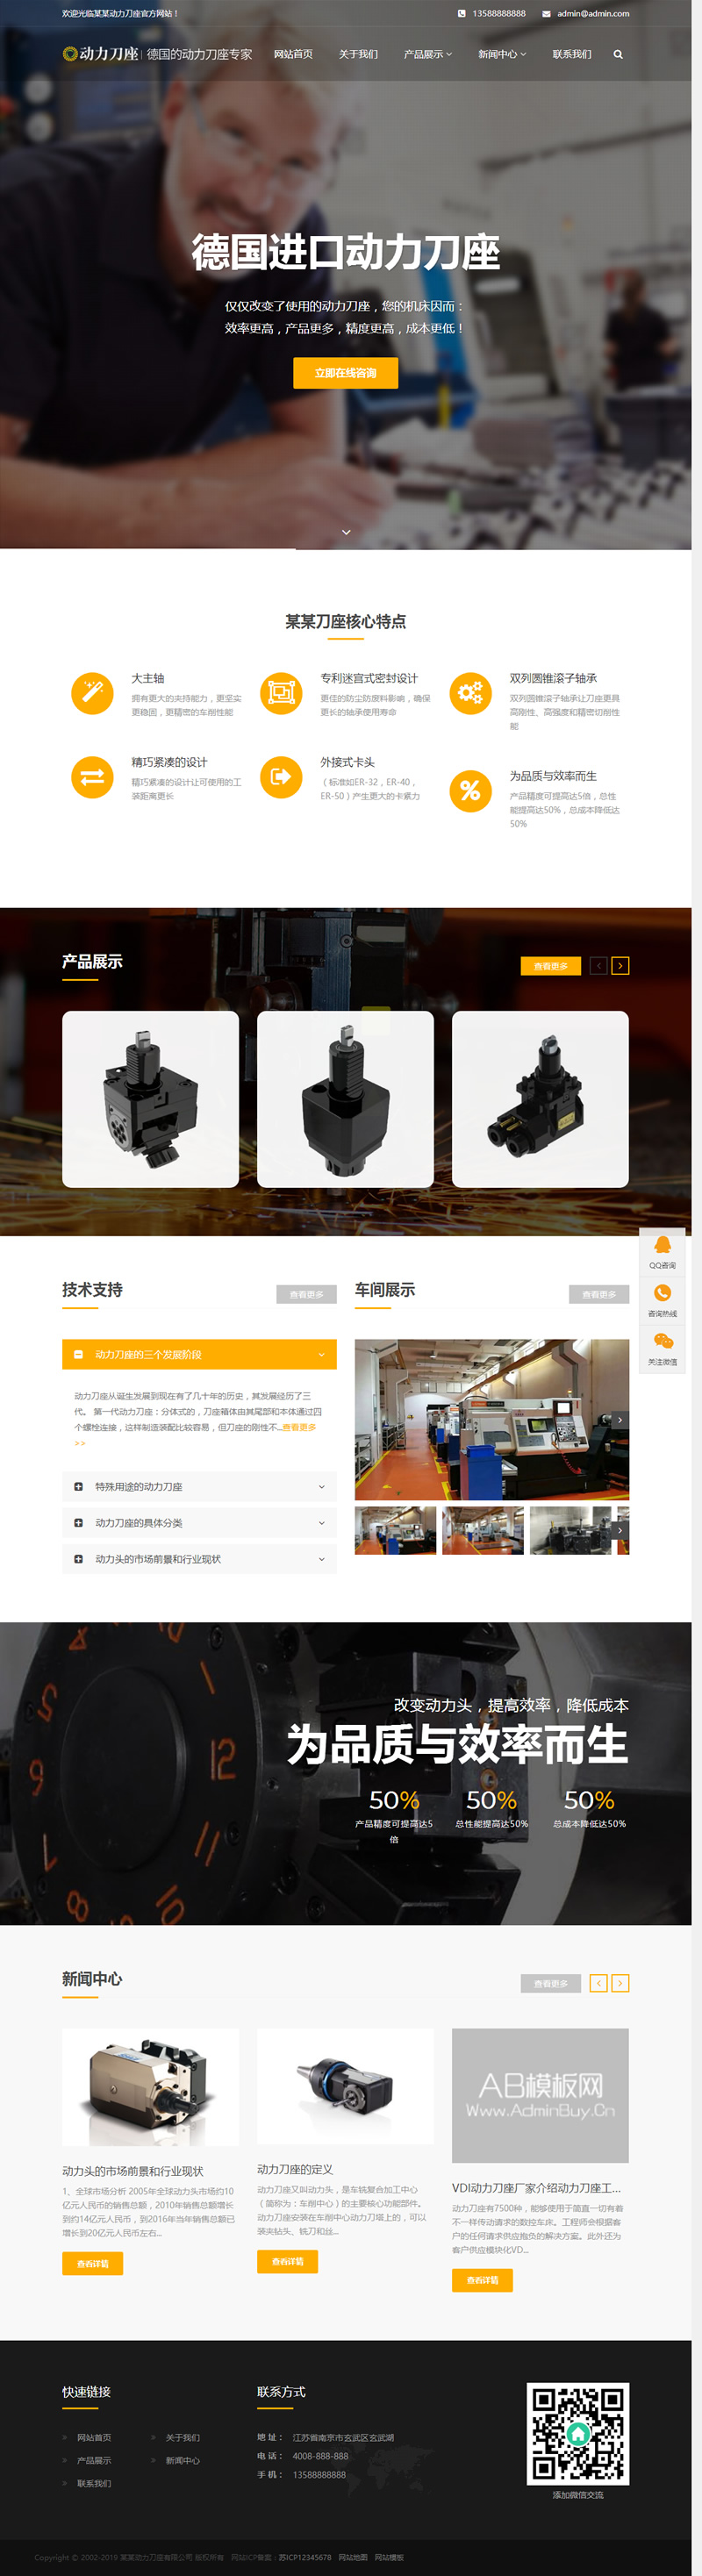 欢迎光临某某动力刀座官方网站！
13588888888
admin@admin.com
动力刀座
德国的动力刀座专家
网站首页
关于我们
产品展示
新闻中心
联系我们
德国进口动力刀座
仅仅改变了使用的动力刀座，您的机床因而：
效率更高，产品更多，精度更高，成本更低！
立即在线咨询
某某刀座核心特点
大主轴
拥有更大的夹持能力，更坚实
更稳固，更精密的车削性能
专利迷宫式密封设计
更佳的防尘防废料影响，确保
更长的轴承使用寿命
双列圆锥滚子轴承
双列圆锥滚子轴承让刀座更具
高刚性、高强度和精密切削性
能
精巧紧凑的设计
精巧紧凑的设计让可使用的工
装距离更长
外接式卡头
（标准如ER-32，ER-40，
ER-50）产生更大的卡紧力
为品质与效率而生
产品精度可提高达5倍，总性
能提高达50%，总成本降低达
50%
产品展示
查看更多
QQ咨询
咨询热线
关注微信
技术支持
查看更多
动力刀座的三个发展阶段
动力刀座从诞生发展到现在有了几十年的历史，其发展经历了三
代。 第一代动力刀座：分体式的，刀座箱体由其尾部和本体通过四
个螺栓连接，这样制造装配比较容易，但刀座的刚性不...查看更多
>>
特殊用途的动力刀座
动力刀座的具体分类
动力头的市场前景和行业现状
车间展示
查看更多
12
改变动力头，提高效率，降低成本
为品质与效率而生
50%
50%
50%
产品精度可提高达5
倍
总性能提高达50%
总成本降低达50%
新闻中心
查看更多
动力头的市场前景和行业现状
1、全球市场分析 2005年全球动力头市场约10
亿元人民币的销售总额，2010年销售总额增长
到约14亿元人民币，到2016年当年销售总额已
增长到20亿元人民币左右...
查看详情
动力刀座的定义
动力刀座又叫动力头，是车铣复合加工中心
（简称为：车削中心）的主要核心功能部件。
动力刀座安装在车削中心动力刀塔上的，可以
装夹钻头、铣刀和丝...
查看详情
AB模板网
Www.AdminBuy.Cn
VDI动力刀座厂家介绍动力刀座工...
动力刀座有7500种，能够使用于简直一切有着
不一样传动请求的数控车床。工程师会根据客
户的任何请求供应抱负的解决方案。此外还为
客户供应模块化VD...
查看详情
快速链接
网站首页
关于我们
产品展示
新闻中心
联系我们
联系方式
地 址： 江苏省南京市玄武区玄武湖
电 话： 4008-888-888
手 机： 13588888888
添加微信交流
Copyright © 2002-2019 某某动力刀座有限公司 版权所有 网站ICP备案：苏ICP12345678 网站地图 网站模板